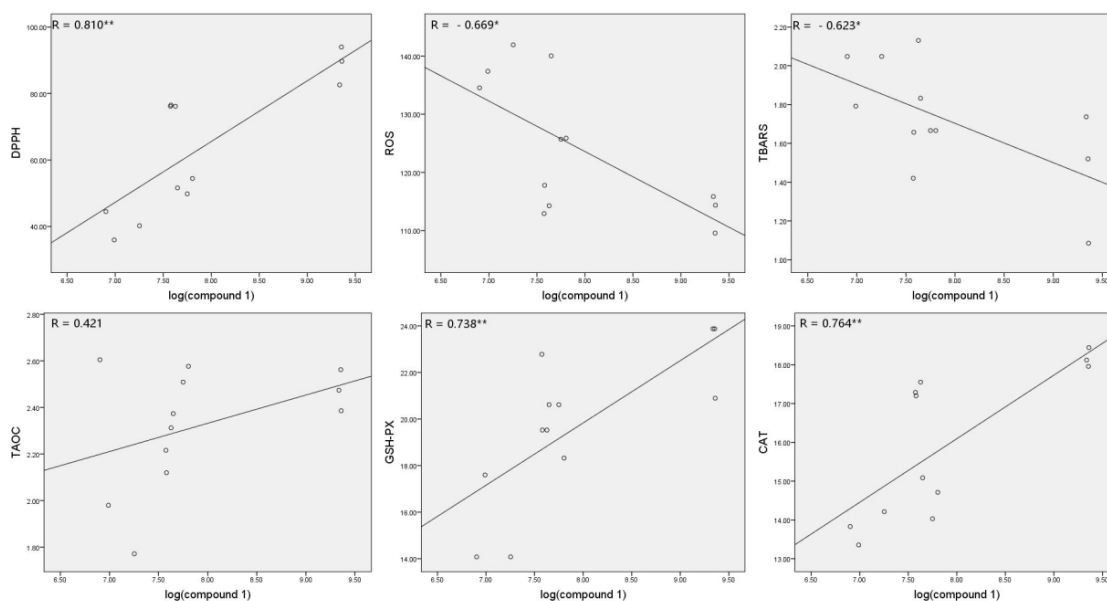 R = 0.810**
100.00
80.00
60.00
40.00
DPPH
6.50 7.00 7.50 8.00 8.50 9.00 9.50
log(compound 1)
R = - 0.669*
140.00
130.00
120.00
110.00
ROS
6.50 7.00 7.50 8.00 8.50 9.00 9.50
log(compound 1)
R = - 0.623*
2.20
2.00
1.80
1.60
1.40
1.20
1.00
TBARS
6.50 7.00 7.50 8.00 8.50 9.00 9.50
log(compound 1)
R = 0.421
2.80
2.60
2.40
2.20
2.00
1.80
TAOC
6.50 7.00 7.50 8.00 8.50 9.00 9.50
log(compound 1)
R = 0.738**
24.00
22.00
20.00
18.00
16.00
14.00
GSH-PX
6.50 7.00 7.50 8.00 8.50 9.00 9.50
log(compound 1)
R = 0.764**
19.00
18.00
17.00
16.00
15.00
14.00
13.00
CAT
6.50 7.00 7.50 8.00 8.50 9.00 9.50
log(compound 1)